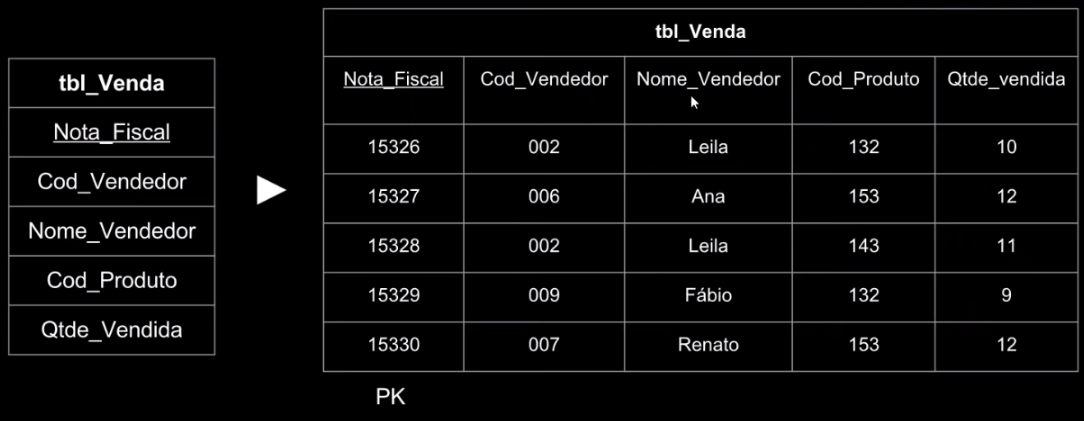 tbl_Venda
Nota_Fiscal
Cod_Vendedor
Nome_Vendedor
Cod_Produto
Qtde_Vendida
tbl_Venda
Nota_Fiscal Cod_Vendedor Nome_Vendedor Cod_Produto Qtde_vendida
15326 002 Leila 132 10
15327 006 Ana 153 12
15328 002 Leila 143 11
15329 009 Fábio 132 9
15330 007 Renato 153 12
PK